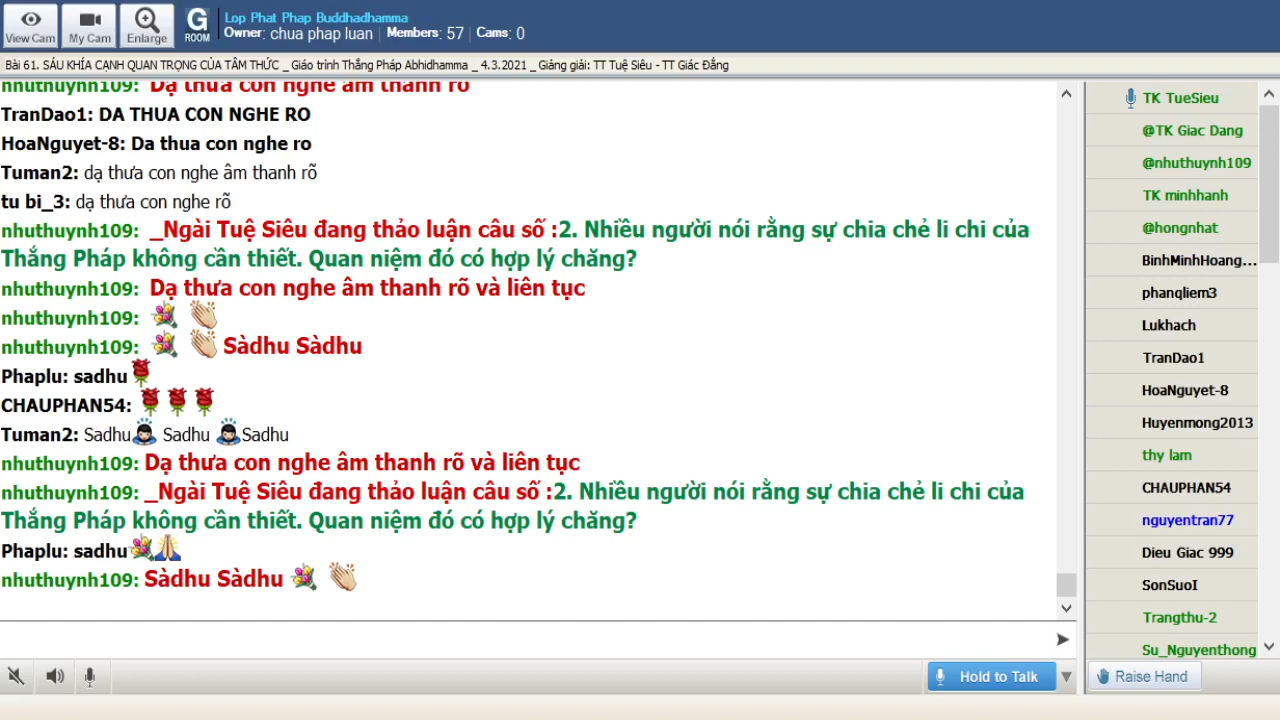 View Cam
My Cam
Enlarge
G
ROOM
Lop Phat Phap Buddhadhamma
Owner: chua phap luan | Members: 57 | Cams: 0
Bài 61. SÁU KHÍA CẠNH QUAN TRỌNG CỦA TÂM THỨC _ Giáo trình Thắng Pháp Abhidhamma _ 4.3.2021 _ Giảng giải: TT Tuệ Siêu - TT Giác Đẳng
nhuthuynh109: Dạ thưa con nghe âm thanh rõ
TranDao1: DA THUA CON NGHE RO
HoaNguyet-8: Da thua con nghe ro
Tuman2: dạ thưa con nghe âm thanh rõ
tu bi_3: dạ thưa con nghe rõ
nhuthuynh109: _Ngài Tuệ Siêu đang thảo luận câu số :2. Nhiều người nói rằng sự chia chẻ li chi của
Thắng Pháp không cần thiết. Quan niệm đó có hợp lý chăng?
nhuthuynh109: Dạ thưa con nghe âm thanh rõ và liên tục
nhuthuynh109:
nhuthuynh109: Sàdhu Sàdhu
Phaplu: sadhu
CHAUPHAN54:
Tuman2: Sadhu Sadhu Sadhu
nhuthuynh109: Dạ thưa con nghe âm thanh rõ và liên tục
nhuthuynh109: _Ngài Tuệ Siêu đang thảo luận câu số :2. Nhiều người nói rằng sự chia chẻ li chi của
Thắng Pháp không cần thiết. Quan niệm đó có hợp lý chăng?
Phaplu: sadhu
nhuthuynh109: Sàdhu Sàdhu
TK TueSieu
@TK Giac Dang
@nhuthuynh109
TK minhhanh
@hongnhat
BinhMinhHoang...
phanqliem3
Lukhach
TranDao1
HoaNguyet-8
Huyenmong2013
thy lam
CHAUPHAN54
nguyentran77
Dieu Giac 999
SonSuoI
Trangthu-2
Su_Nguyenthong
Hold to Talk
Raise Hand